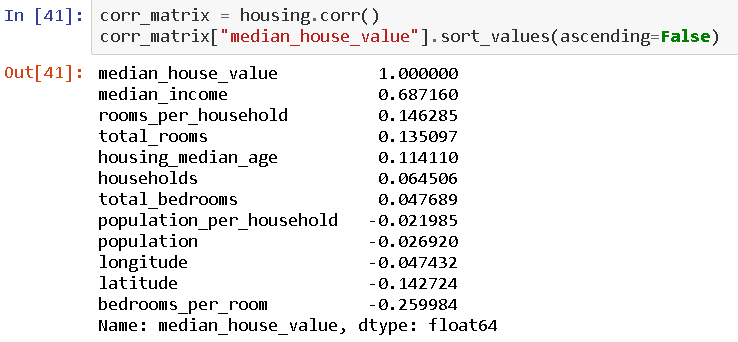 In [41]: corr_matrix = housing.corr()
corr_matrix["median_house_value"].sort_values(ascending=False)
Out[41]: median_house_value 1.000000
median_income 0.687160
rooms_per_household 0.146285
total_rooms 0.135097
housing_median_age 0.114110
households 0.064506
total_bedrooms 0.047689
population_per_household -0.021985
population -0.026920
longitude -0.047432
latitude -0.142724
bedrooms_per_room -0.259984
Name: median_house_value, dtype: float64